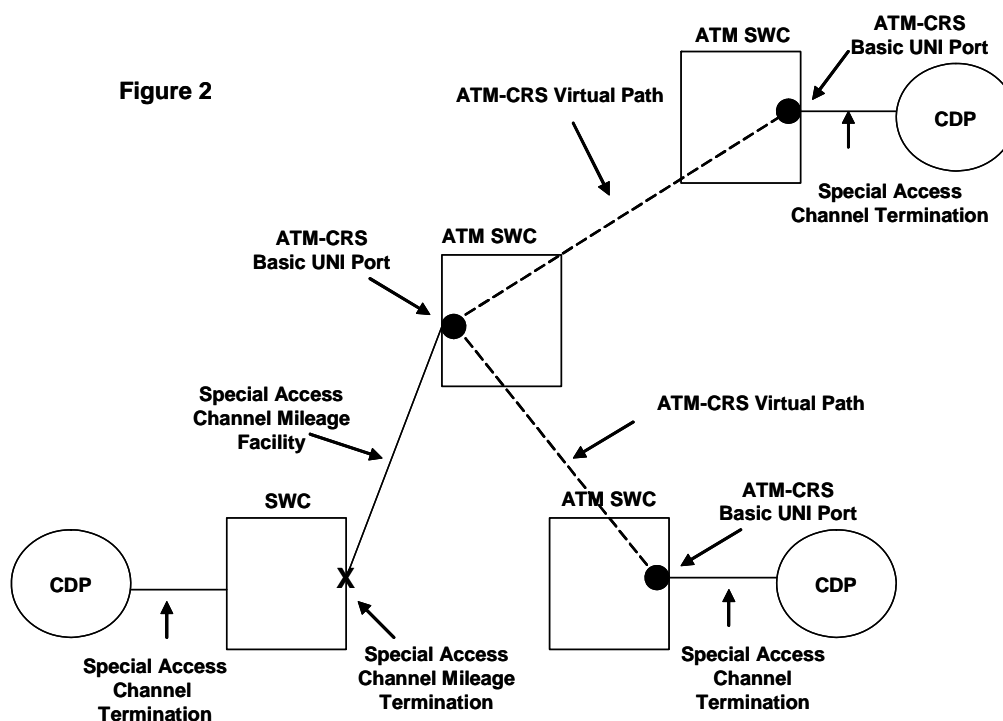 ATM-CRS
Basic UNI Port
ATM SWC
Figure 2
ATM-CRS Virtual Path
CDP
Special Access
Channel Termination
ATM-CRS
Basic UNI Port
ATM SWC
Special Access
Channel Mileage
Facility
ATM-CRS Virtual Path
SWC
ATM SWC
ATM-CRS
Basic UNI Port
CDP
X
CDP
Special Access
Channel
Termination
Special Access
Channel Mileage
Termination
Special Access
Channel
Termination